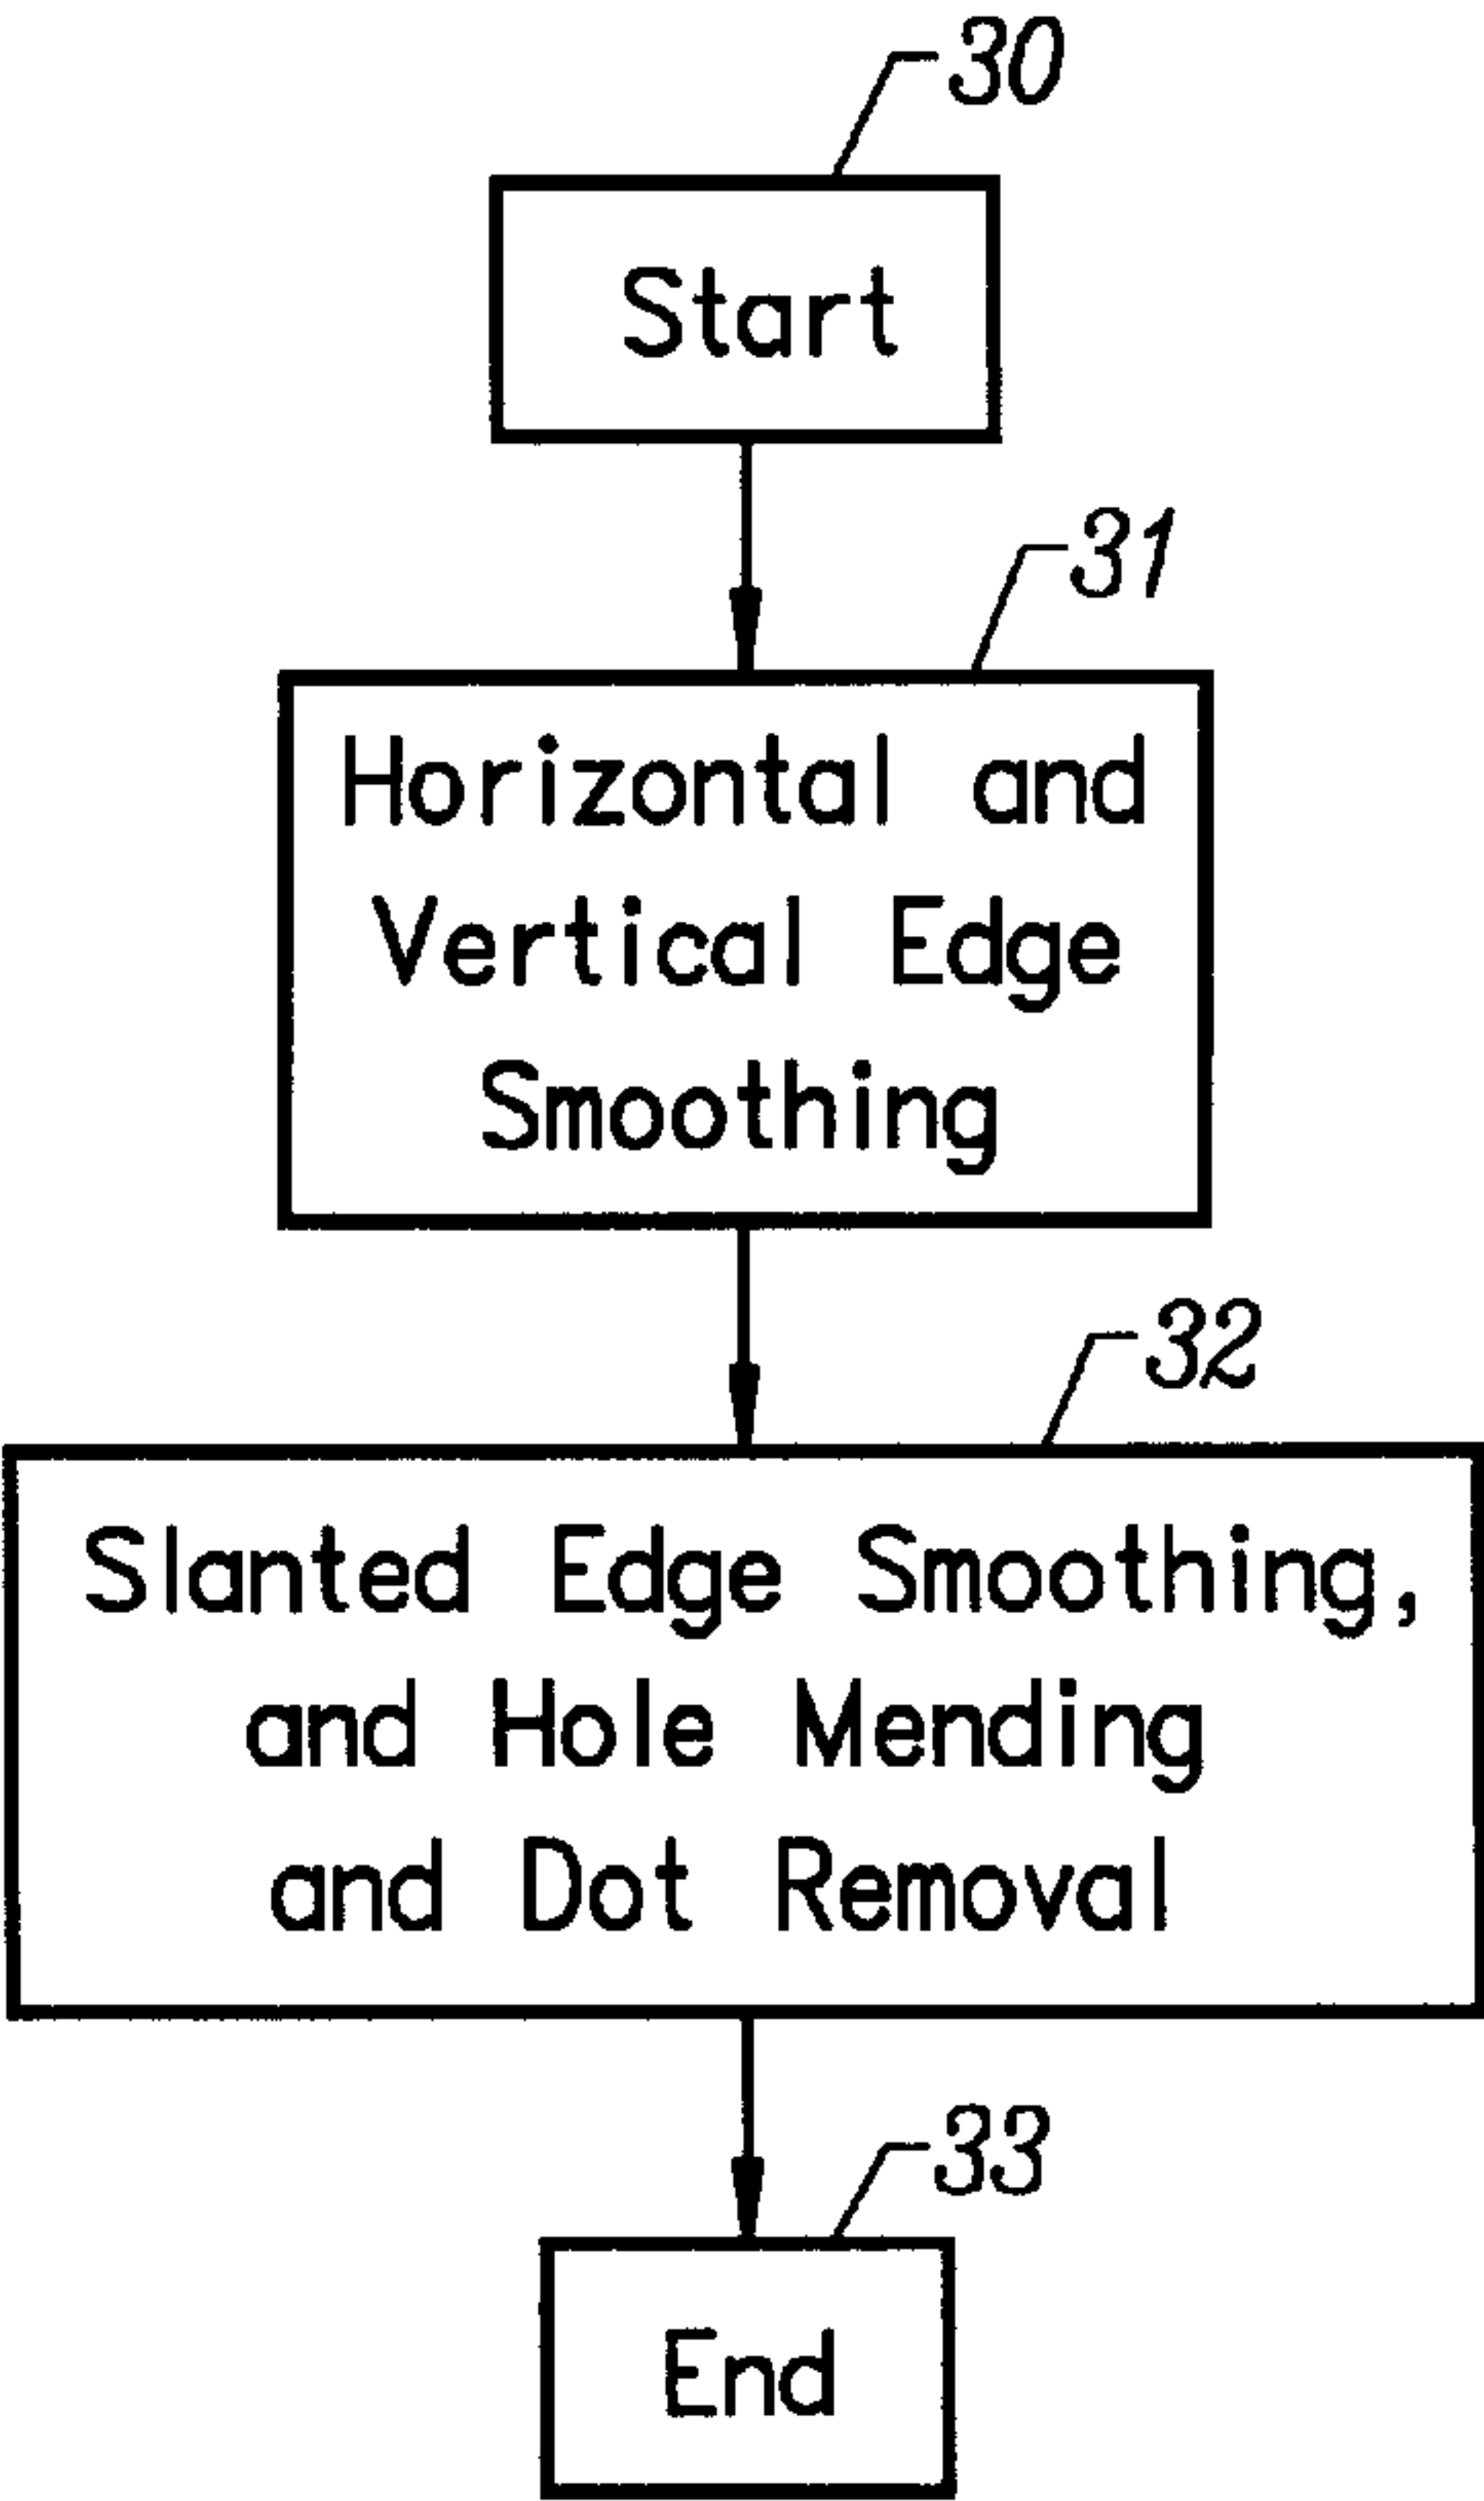 30
Start
31
Horizontal and
Vertical Edge
Smoothing
32
Slanted Edge Smoothing,
and Hole Mending
and Dot Removal
33
End